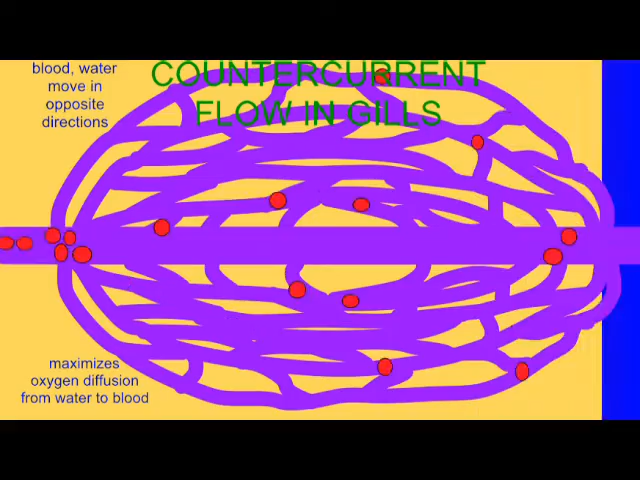 COUNTERCURRENT
FLOW IN GILLS
blood, water
move in
opposite
directions
maximizes
oxygen diffusion
from water to blood